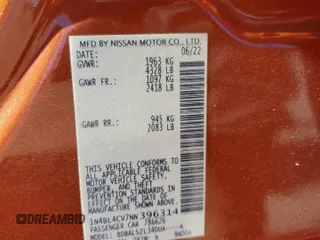 MFD BY NISSAN MOTOR CO., LTD.
DATE: 06/22
GVWR: 1963 KG
4328 LB
GAWR FR.: 1097 KG
2418 LB
GAWR RR.: 945 KG
2083 LB
THIS VEHICLE CONFORMS TO
ALL APPLICABLE FEDERAL
MOTOR VEHICLE SAFETY, BUMPER,
AND THEFT PREVENTION
STANDARDS IN EFFECT ON THE
DATE OF MANUFACTURE SHOWN
ABOVE.
1N4BL4CV7NN 396314
PASSENGER CAR
DREAMBID